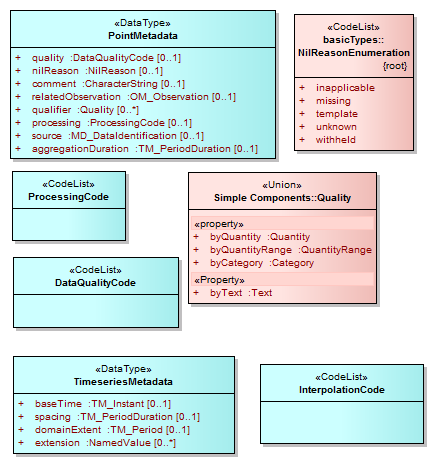 «DataType»
PointMetadata
+ quality :DataQualityCode [0..1]
+ nilReason :NilReason [0..1]
+ comment :CharacterString [0..1]
+ relatedObservation :OM_Observation [0..1]
+ qualifier :Quality [0..*]
+ processing :ProcessingCode [0..1]
+ source :MD_DataIdentification [0..1]
+ aggregationDuration :TM_PeriodDuration [0..1]
«CodeList»
basicTypes::
NilReasonEnumeration
{root}
+ inapplicable
+ missing
+ template
+ unknown
+ withheld
«CodeList»
ProcessingCode
«Union»
Simple Components::Quality
«property»
+ byQuantity :Quantity
+ byQuantityRange :QuantityRange
+ byCategory :Category
«Property»
+ byText :Text
«CodeList»
DataQualityCode
«DataType»
TimeseriesMetadata
+ baseTime :TM_Instant [0..1]
+ spacing :TM_PeriodDuration [0..1]
+ domainExtent :TM_Period [0..1]
+ extension :NamedValue [0..*]
«CodeList»
InterpolationCode